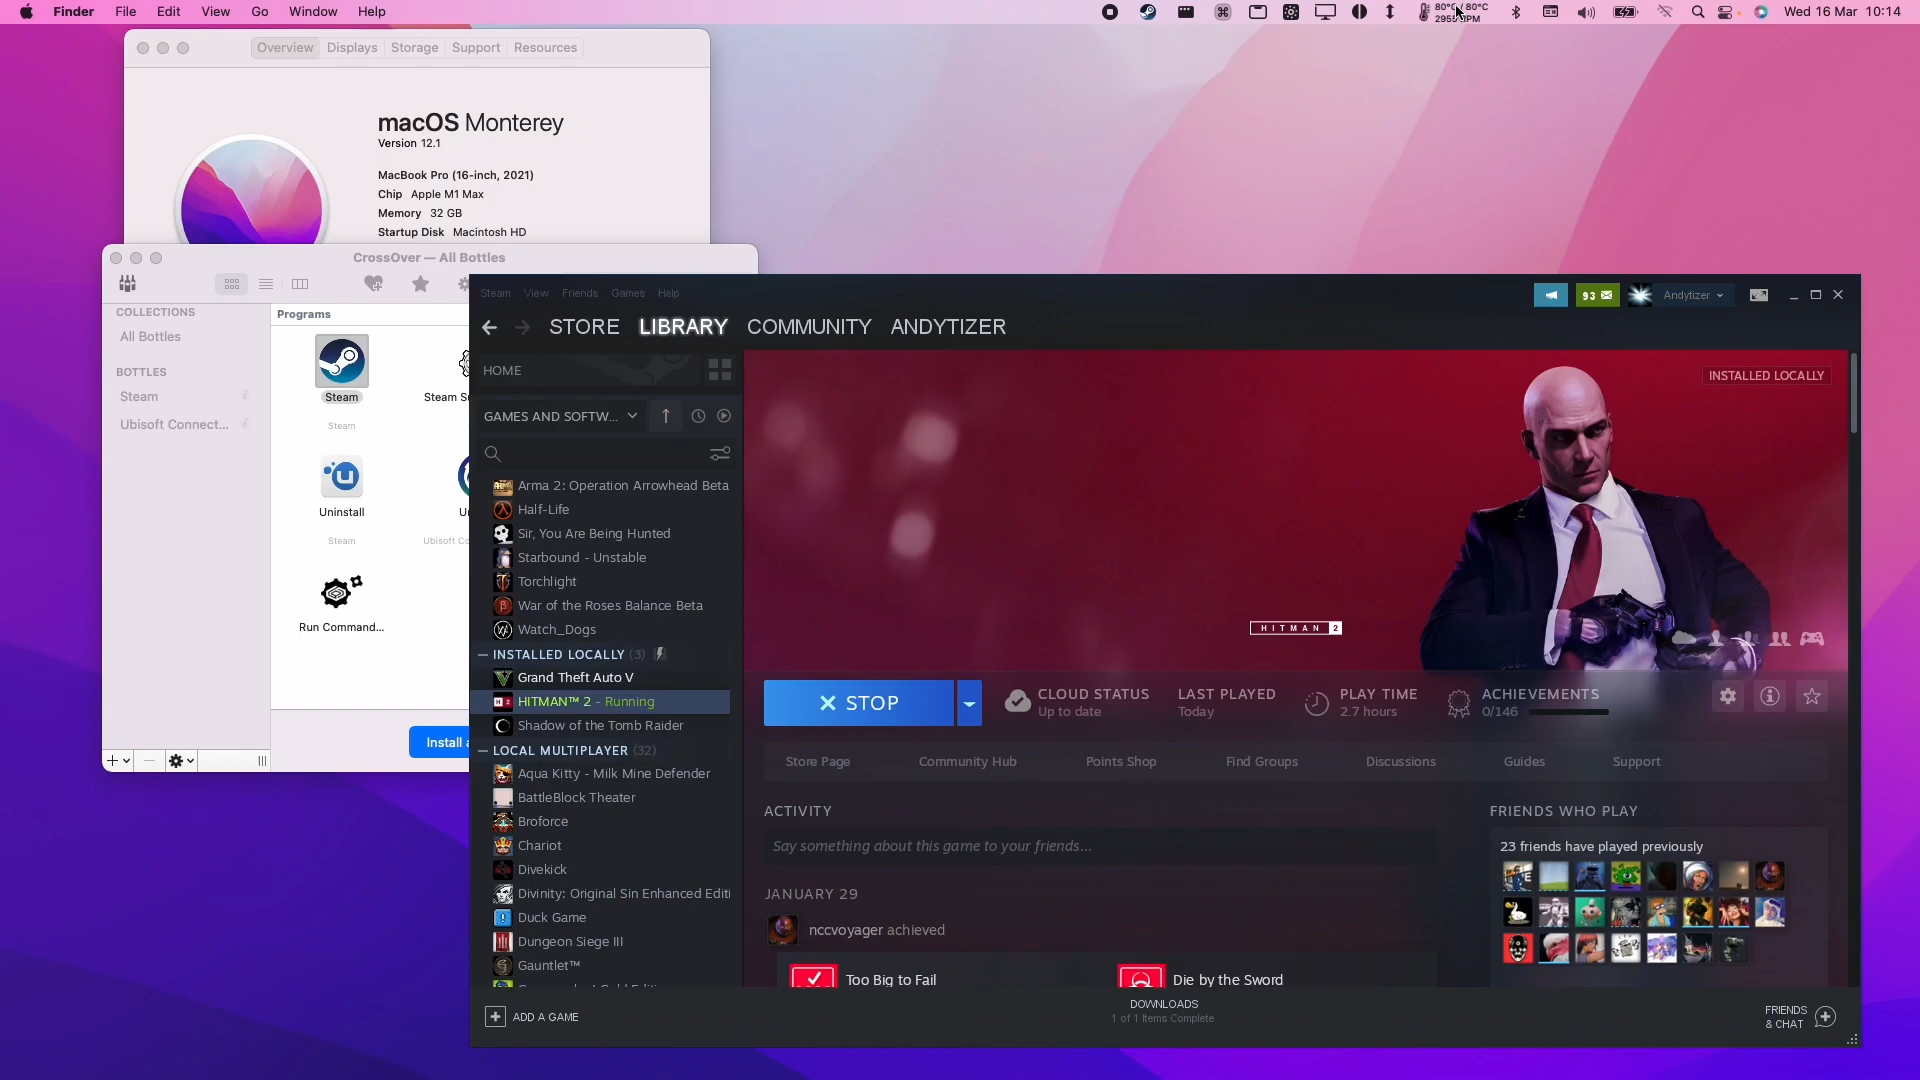 Finder File Edit View Go Window Help
80°C / 80°C
Wed 16 Mar 10:14
Overview Displays Storage Support Resources
macOS Monterey
Version 12.1
MacBook Pro (16-inch, 2021)
Chip Apple M1 Max
Memory 32 GB
Startup Disk Macintosh HD
CrossOver — All Bottles
COLLECTIONS
All Bottles
BOTTLES
Steam
Ubisoft Connect...
Programs
Steam
Steam
Steam Su
Uninstall
Steam
Un
Ubisoft Co
Run Command...
Install a
Steam View Friends Games Help
93
Andytizer
STORE LIBRARY COMMUNITY ANDYTIZER
HOME
GAMES AND SOFTW...
Arma 2: Operation Arrowhead Beta
Half-Life
Sir, You Are Being Hunted
Starbound - Unstable
Torchlight
War of the Roses Balance Beta
Watch_Dogs
INSTALLED LOCALLY (3)
Grand Theft Auto V
HITMAN™ 2 - Running
Shadow of the Tomb Raider
LOCAL MULTIPLAYER (32)
Aqua Kitty - Milk Mine Defender
BattleBlock Theater
Broforce
Chariot
Divekick
Divinity: Original Sin Enhanced Editi
Duck Game
Dungeon Siege III
Gauntlet™
INSTALLED LOCALLY
HITMAN 2
STOP
CLOUD STATUS
Up to date
LAST PLAYED
Today
PLAY TIME
2.7 hours
ACHIEVEMENTS
0/146
Store Page Community Hub Points Shop Find Groups Discussions Guides Support
ACTIVITY
Say something about this game to your friends...
JANUARY 29
nccvoyager achieved
Too Big to Fail
Die by the Sword
FRIENDS WHO PLAY
23 friends have played previously
ADD A GAME
DOWNLOADS
1 of 1 Items Complete
FRIENDS
& CHAT